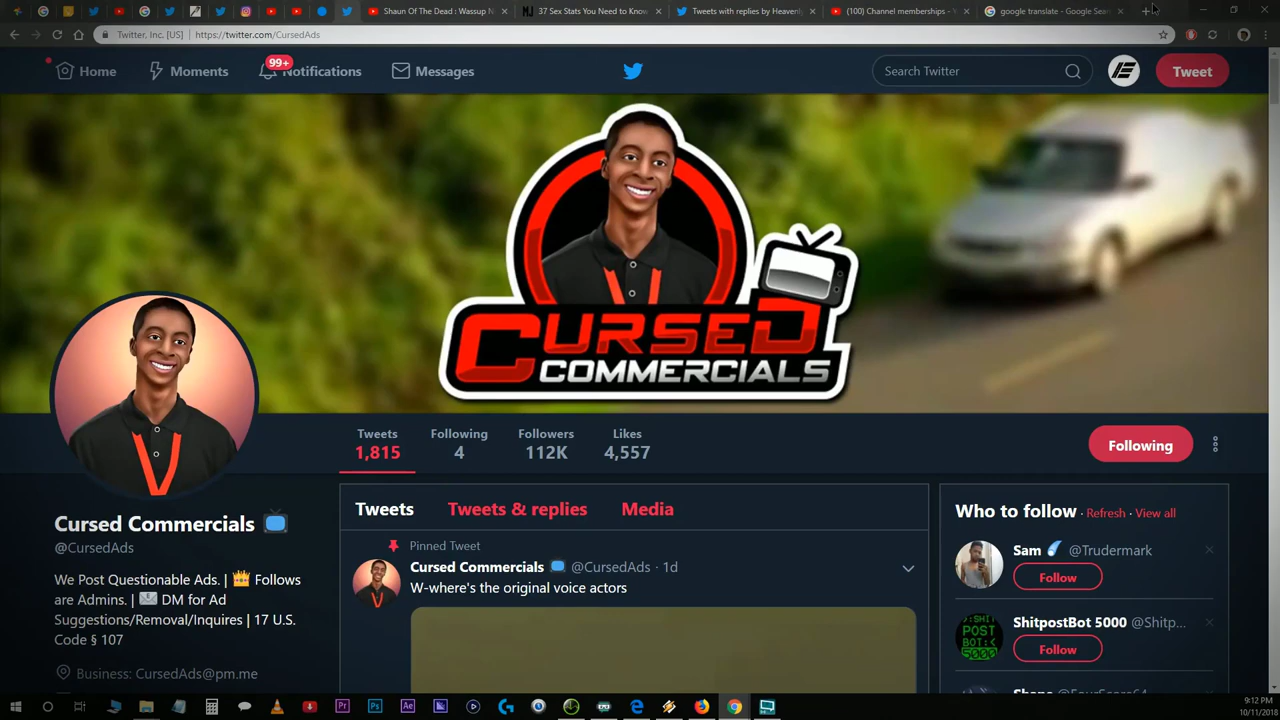 Shaun Of The Dead : Wassup N
37 Sex Stats You Need to Know
Tweets with replies by Heavenl
(100) Channel memberships - Y
google translate - Google Sear
Twitter, Inc. [US]
https://twitter.com/CursedAds
Home
Moments
99+
Notifications
Messages
Search Twitter
Tweet
CURSED
COMMERCIALS
Tweets
1,815
Following
4
Followers
112K
Likes
4,557
Following
Cursed Commercials
@CursedAds
We Post Questionable Ads. | Follows
are Admins. | DM for Ad
Suggestions/Removal/Inquires | 17 U.S.
Code § 107
Business: CursedAds@pm.me
Tweets
Tweets & replies
Media
Pinned Tweet
Cursed Commercials @CursedAds · 1d
W-where's the original voice actors
Who to follow · Refresh · View all
Sam @Trudermark
Follow
SHITPOST
POST
BOT:<
5000
ShitpostBot 5000 @Shitp...
Follow
9:12 PM
10/11/2018